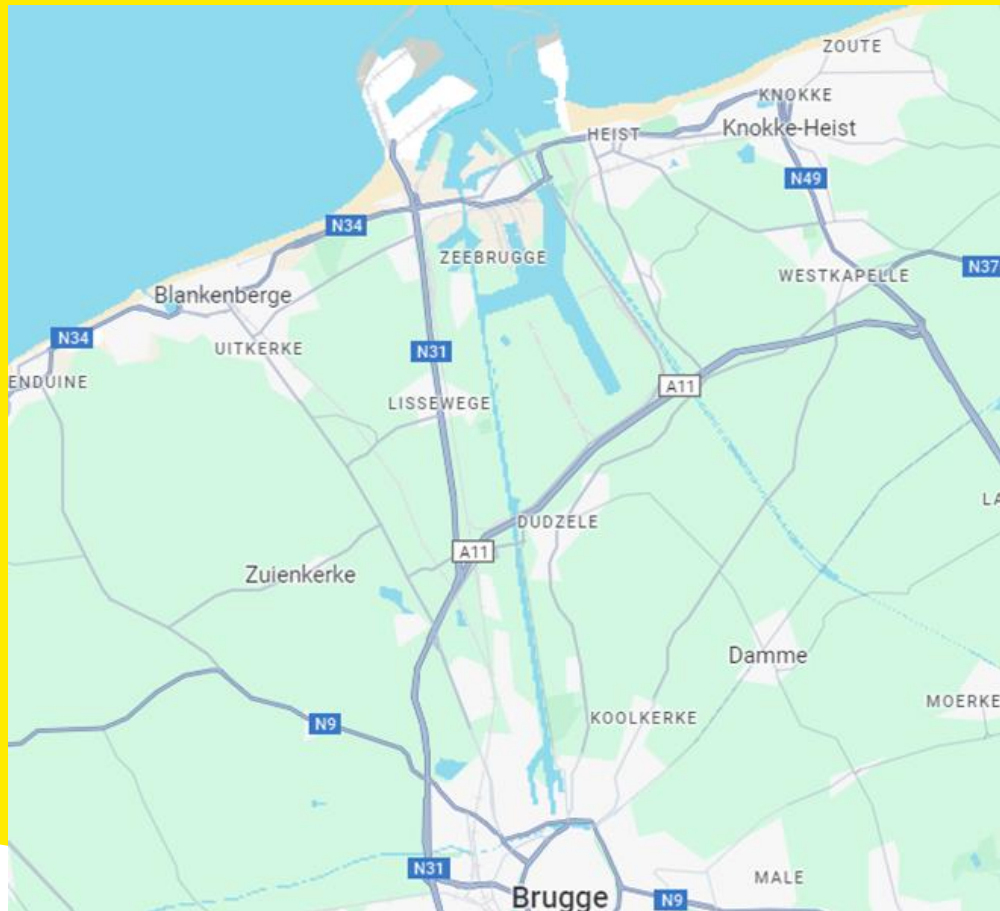 ZOUTE
KNOKKE
Knokke-Heist
HEIST
N49
N34
ZEEBRUGGE
WESTKAPELLE
N37
Blankenberge
N34
UITKERKE
N31
ENDUINE
A11
LISSEWEGE
LA
DUDZELE
A11
Zuienkerke
Damme
MOERKE
KOOLKERKE
N9
N31
MALE
Brugge
N9